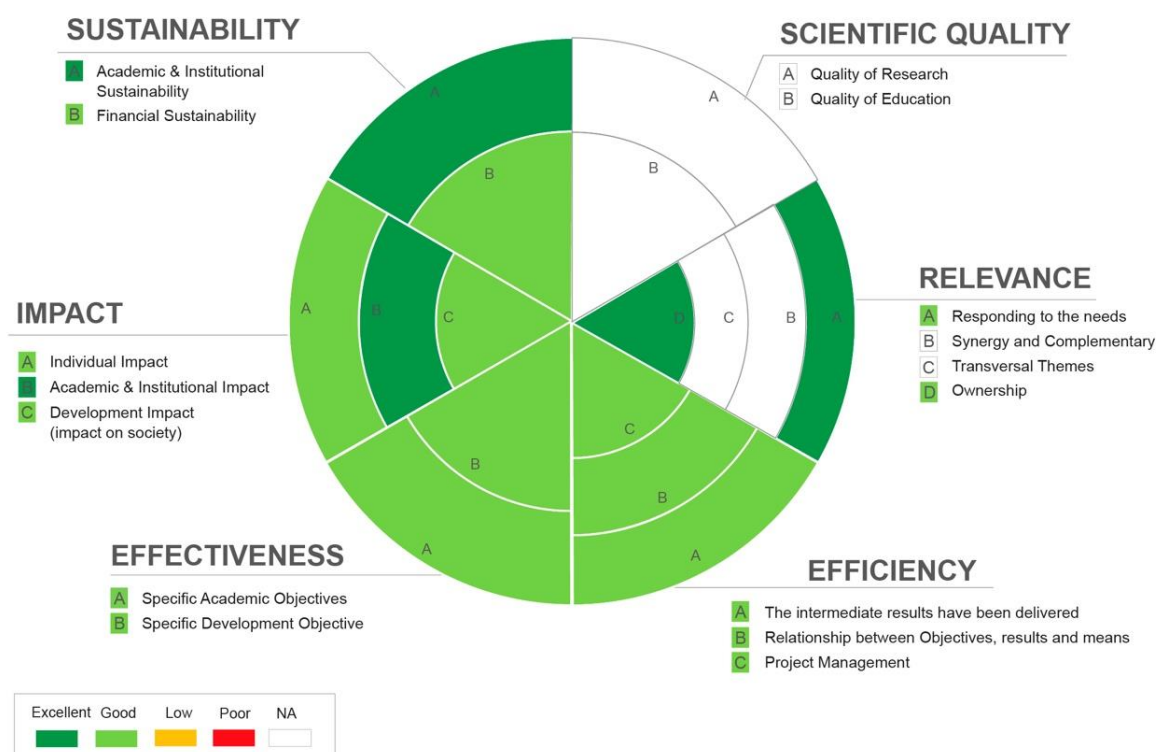 SUSTAINABILITY
A Academic & Institutional
Sustainability
B Financial Sustainability
SCIENTIFIC QUALITY
A Quality of Research
B Quality of Education
A
A
B
B
IMPACT
A Individual Impact
B Academic & Institutional Impact
C Development Impact
(impact on society)
A
B
C
D
C
B
A
RELEVANCE
A Responding to the needs
B Synergy and Complementary
C Transversal Themes
D Ownership
C
B
B
A
A
EFFECTIVENESS
A Specific Academic Objectives
B Specific Development Objective
EFFICIENCY
A The intermediate results have been delivered
B Relationship between Objectives, results and means
C Project Management
Excellent Good Low Poor NA